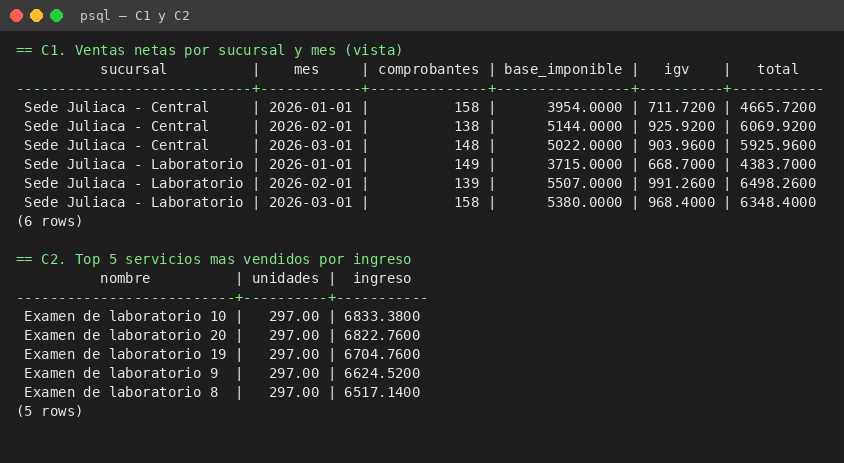 psql — C1 y C2
== C1. Ventas netas por sucursal y mes (vista)
          sucursal          |    mes     | comprobantes | base_imponible |   igv    |   total
----------------------------+------------+--------------+----------------+----------+-----------
 Sede Juliaca - Central     | 2026-01-01 |          158 |      3954.0000 | 711.7200 | 4665.7200
 Sede Juliaca - Central     | 2026-02-01 |          138 |      5144.0000 | 925.9200 | 6069.9200
 Sede Juliaca - Central     | 2026-03-01 |          148 |      5022.0000 | 903.9600 | 5925.9600
 Sede Juliaca - Laboratorio | 2026-01-01 |          149 |      3715.0000 | 668.7000 | 4383.7000
 Sede Juliaca - Laboratorio | 2026-02-01 |          139 |      5507.0000 | 991.2600 | 6498.2600
 Sede Juliaca - Laboratorio | 2026-03-01 |          158 |      5380.0000 | 968.4000 | 6348.4000
(6 rows)
== C2. Top 5 servicios mas vendidos por ingreso
          nombre          | unidades |  ingreso
--------------------------+----------+-----------
 Examen de laboratorio 10 |   297.00 | 6833.3800
 Examen de laboratorio 20 |   297.00 | 6822.7600
 Examen de laboratorio 19 |   297.00 | 6704.7600
 Examen de laboratorio 9  |   297.00 | 6624.5200
 Examen de laboratorio 8  |   297.00 | 6517.1400
(5 rows)